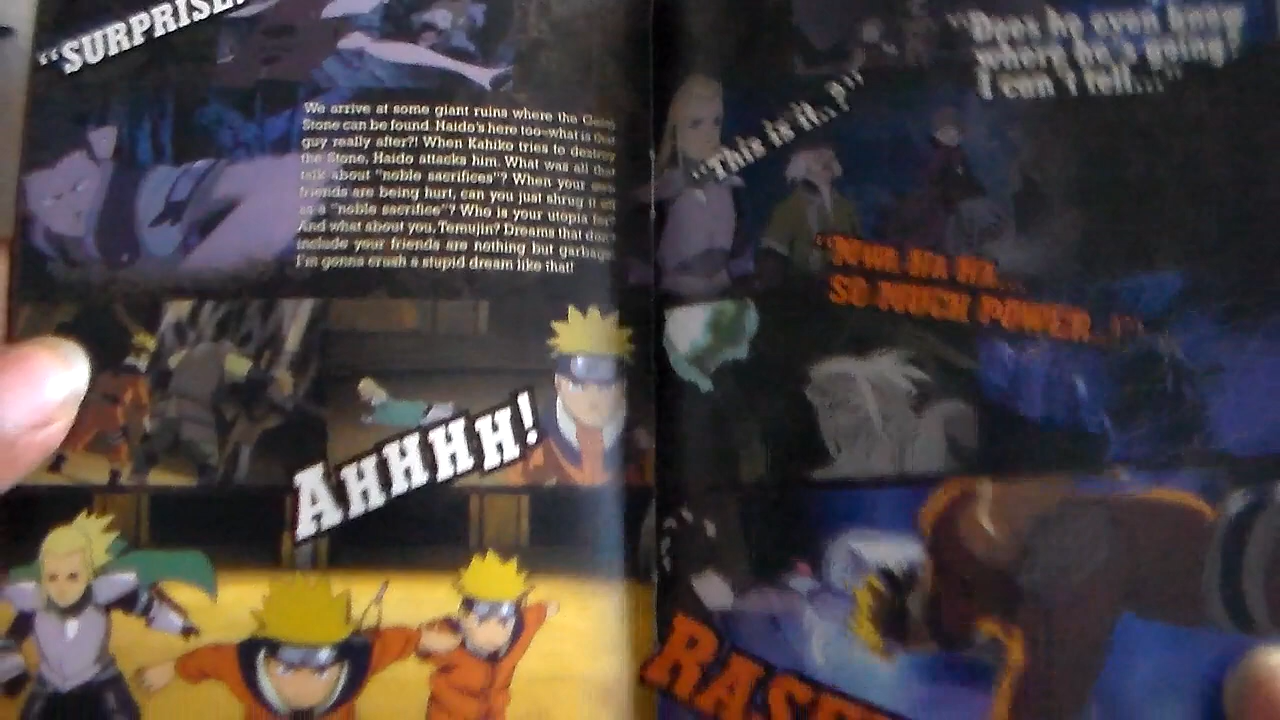 “SURPRISE!
We arrive at some giant ruins where the
Stone can be found. Haido's here too—what is that
guy really after?! When Kahiko tries to destroy
the Stone, Haido attacks him. What was all that
talk about "noble sacrifices"? When your own
friends are being hurt, can you just shrug it off
as a "noble sacrifice"? Who is your utopia for?
And what about you, Temujin? Dreams that don't
include your friends are nothing but garbage.
I'm gonna crush a stupid dream like that!
AHHHH!
“Does he even know
where he's going?
I can't tell...”
“This is it..?”
HA HA...
SO MUCH POWER...!”
RASE